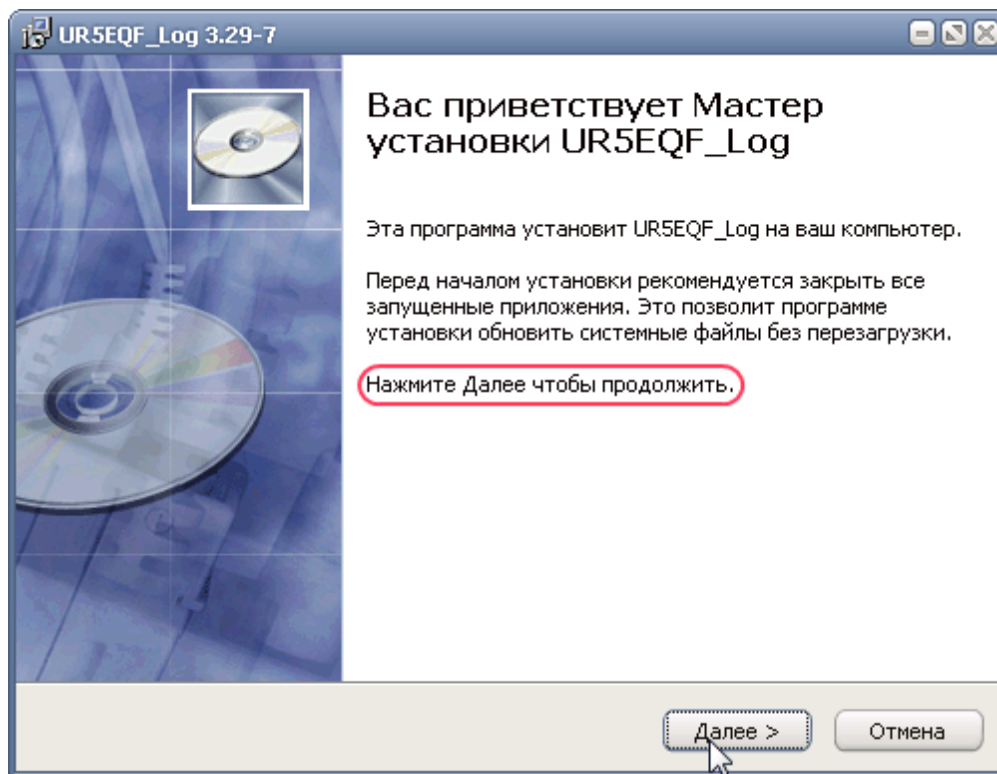 UR5EQF_Log 3.29-7
Вас приветствует Мастер
установки UR5EQF_Log
Эта программа установит UR5EQF_Log на ваш компьютер.
Перед началом установки рекомендуется закрыть все
запущенные приложения. Это позволит программе
установки обновить системные файлы без перезагрузки.
Нажмите Далее чтобы продолжить.
Далее >
Отмена